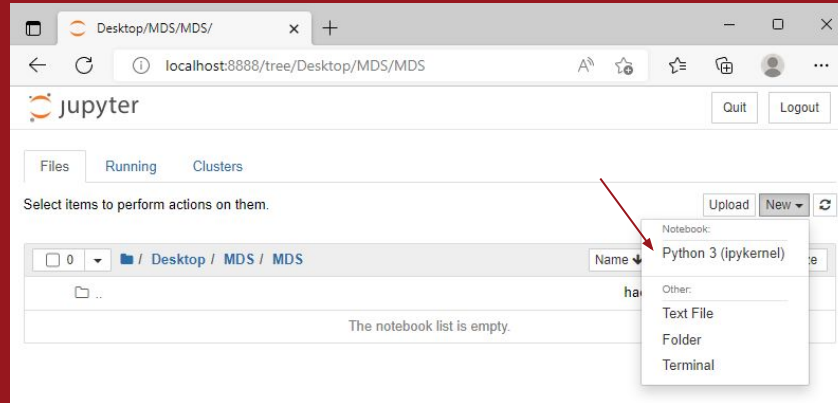 Desktop/MDS/MDS/
localhost:8888/tree/Desktop/MDS/MDS
jupyter
Quit
Logout
Files
Running
Clusters
Select items to perform actions on them.
Upload
New
Notebook:
Python 3 (ipykernel)
Other:
Text File
Folder
Terminal
0
/ Desktop / MDS / MDS
Name
..
The notebook list is empty.